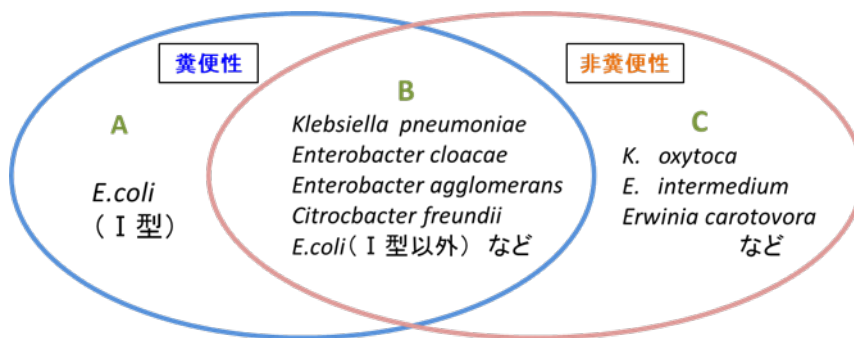 糞便性
非糞便性
A
E.coli
(Ⅰ型)
B
Klebsiella pneumoniae
Enterobacter cloacae
Enterobacter agglomerans
Citrocbacter freundii
E.coli(Ⅰ型以外) など
C
K. oxytoca
E. intermedium
Erwinia carotovora
など